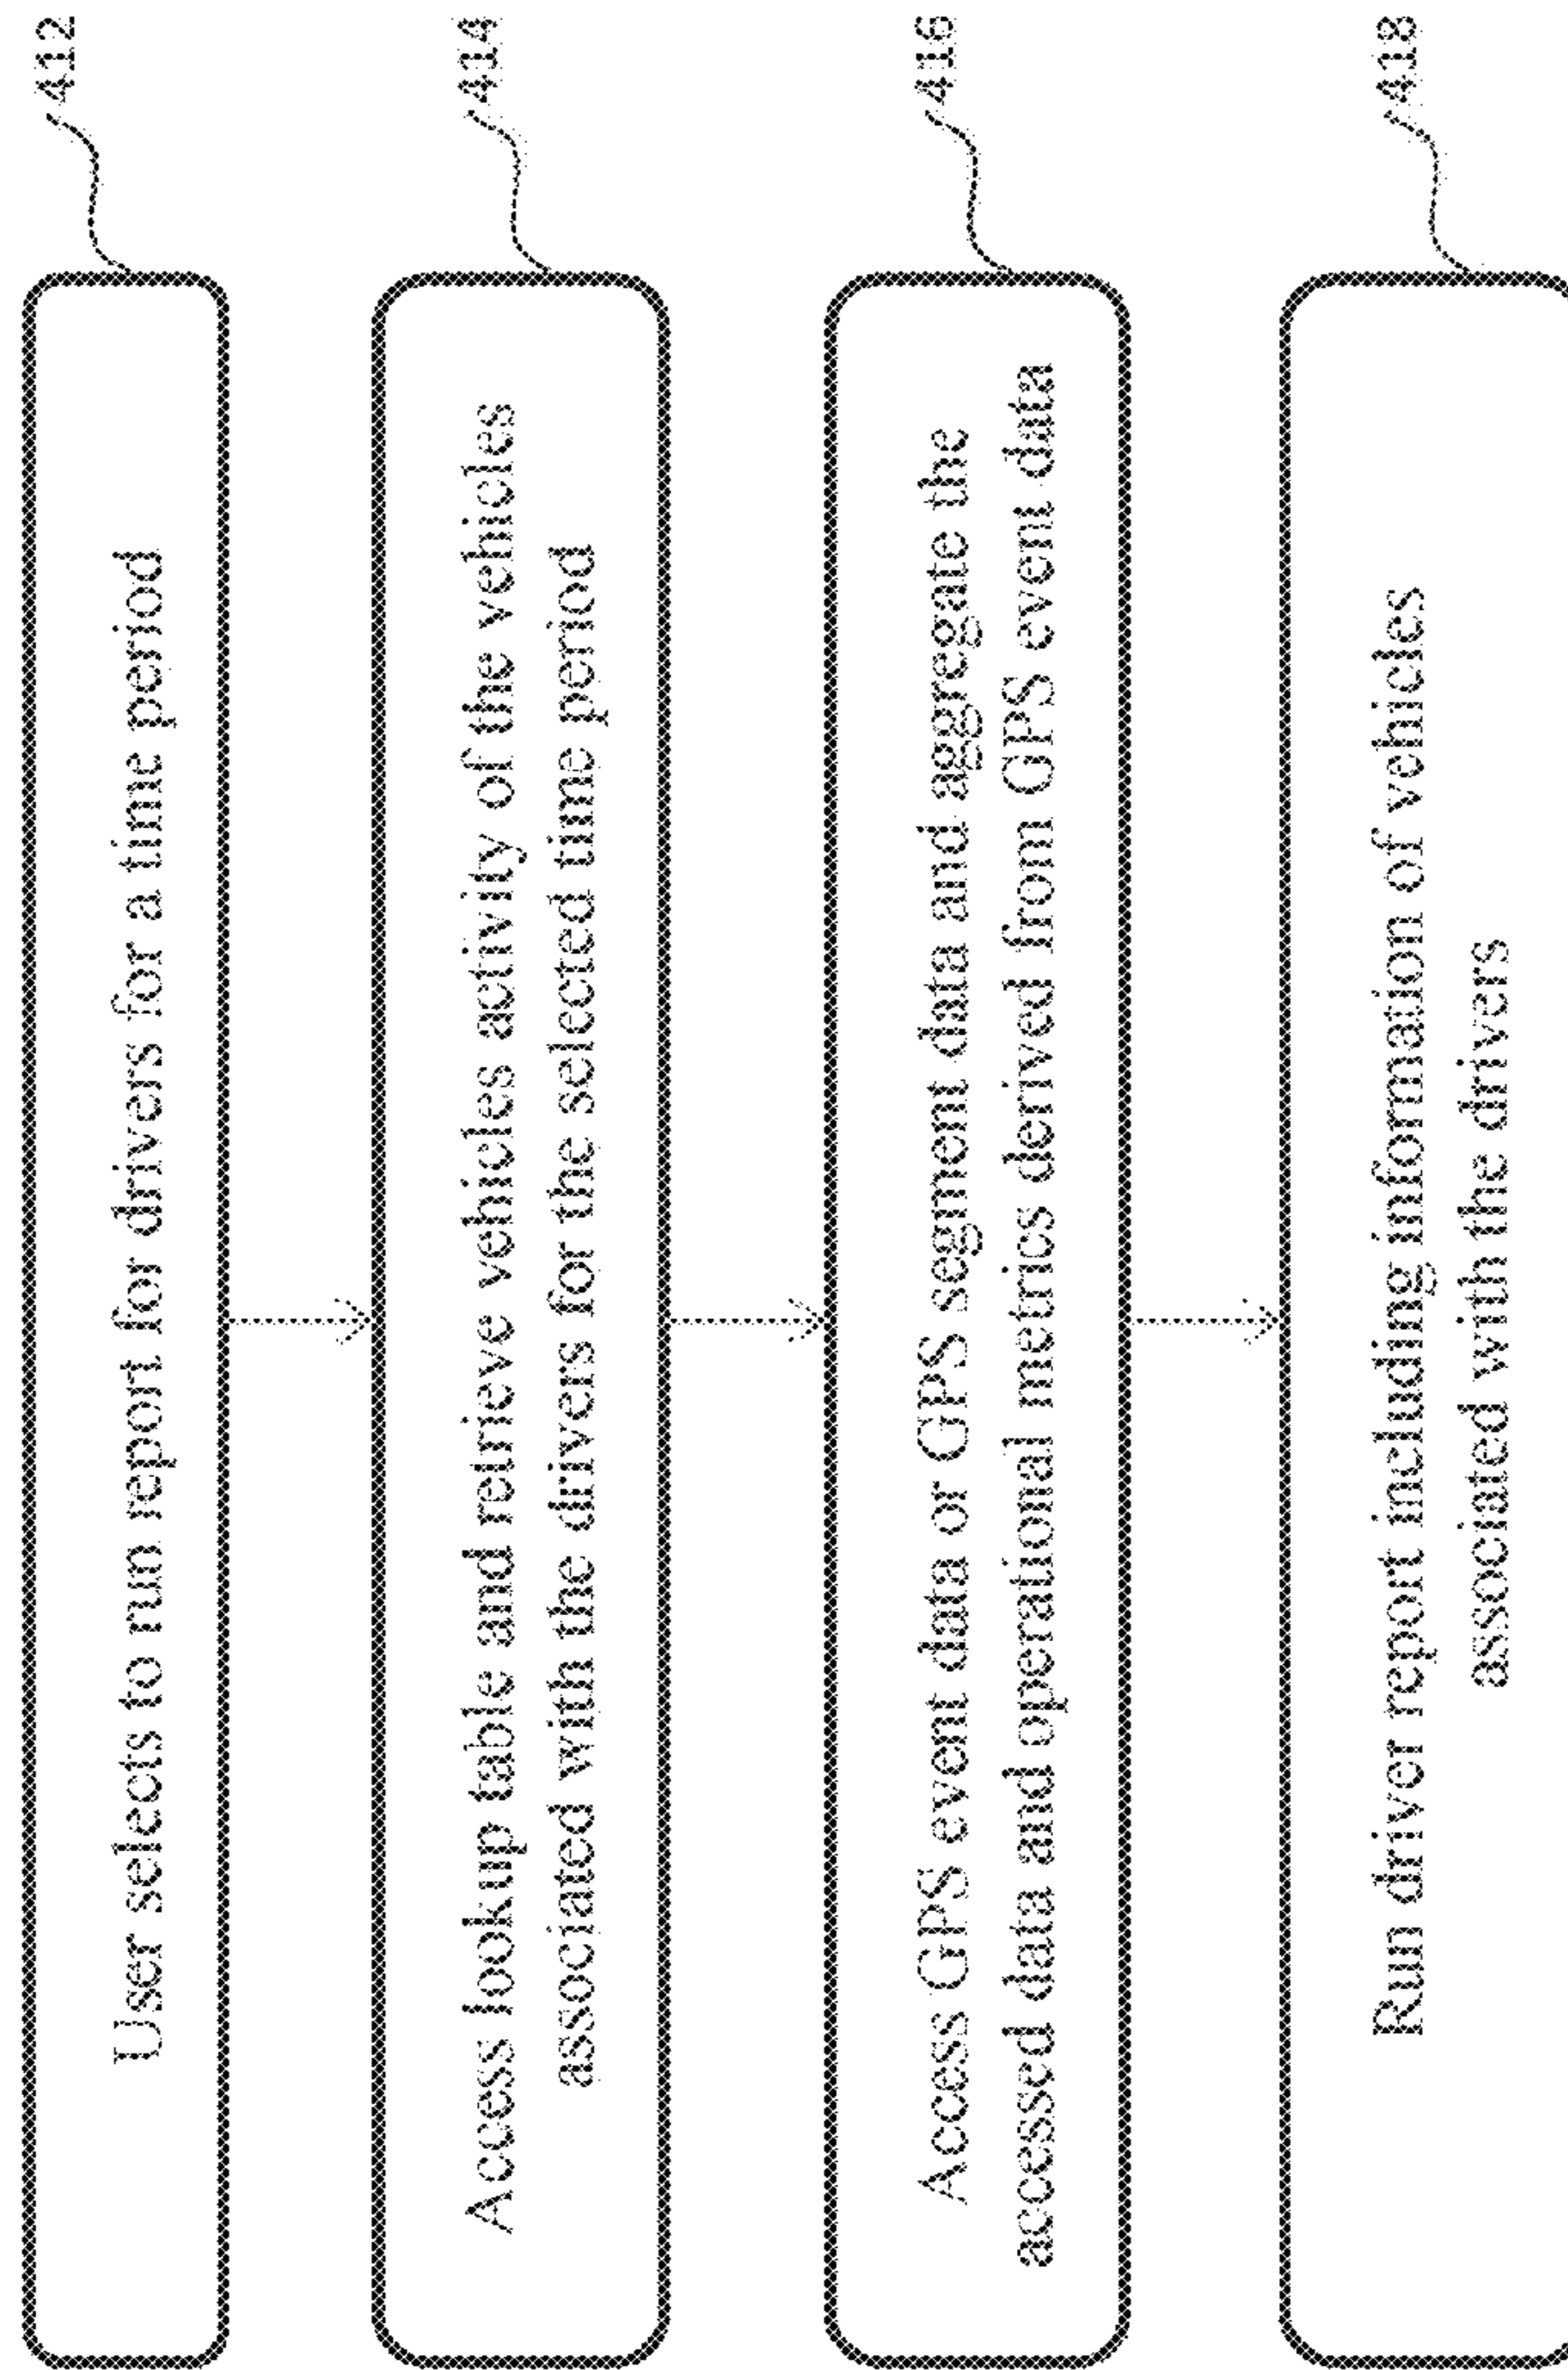 User selects to run report for drivers for a time period
412
Access lookup table and retrieve vehicles activity of the vehicles
associated with the drivers for the selected time period
414
Access GPS event data or GPS segment data and aggregate the
accessed data and operational metrics derived from GPS event data
416
Run driver report including information of vehicles
associated with the drivers
418